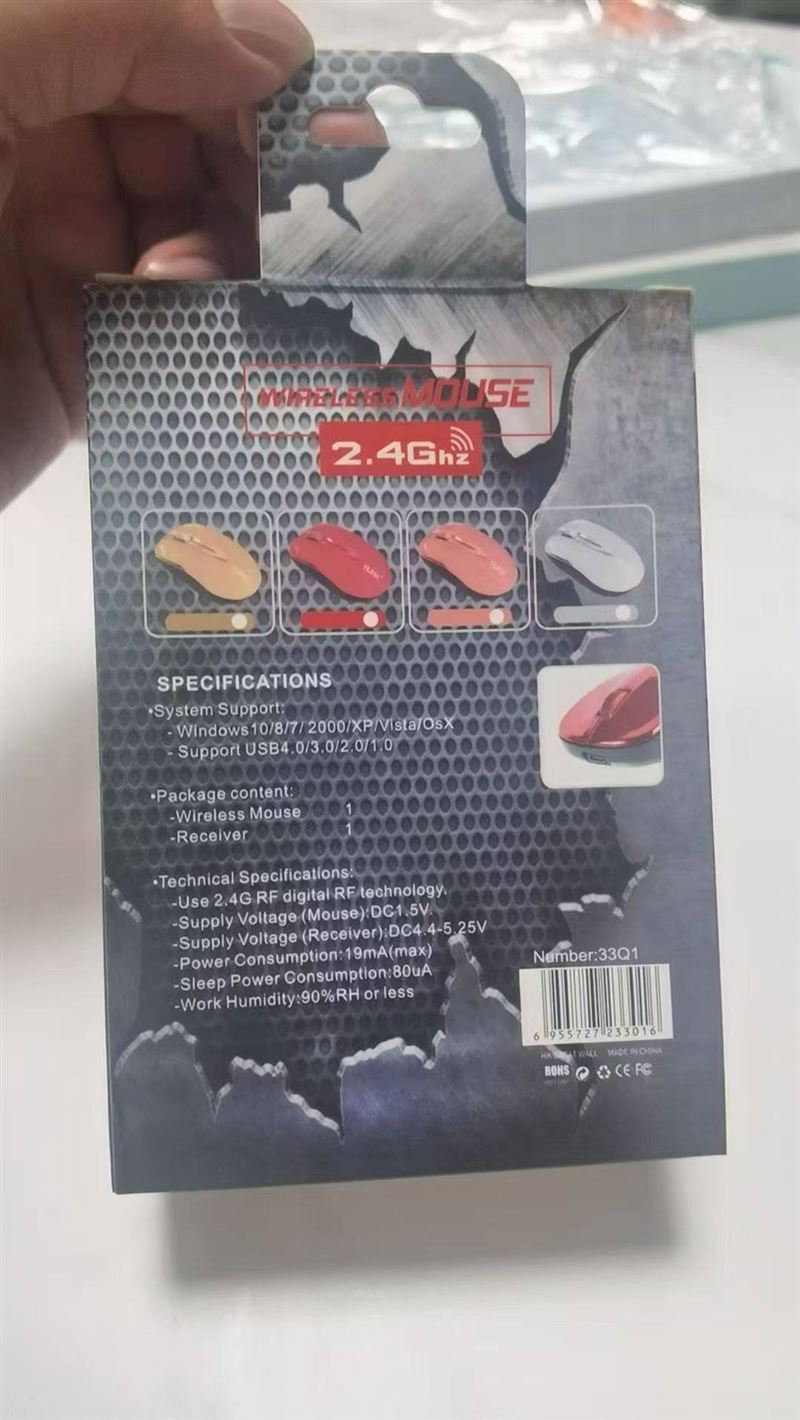 WIRELESS MOUSE
2.4Ghz
SPECIFICATIONS
•System Support:
- Windows10/8/7/ 2000/XP/Vista/OsX
- Support USB4.0/3.0/2.0/1.0
•Package content:
-Wireless Mouse 1
-Receiver 1
•Technical Specifications:
-Use 2.4G RF digital RF technology.
-Supply Voltage (Mouse):DC1.5V.
-Supply Voltage (Receiver):DC4.4-5.25V
-Power Consumption:19mA(max)
-Sleep Power Consumption:80uA
-Work Humidity:90%RH or less
Number:33Q1
6 955727 233016
HK GREAT WALL MADE IN CHINA
ROHS CE FC